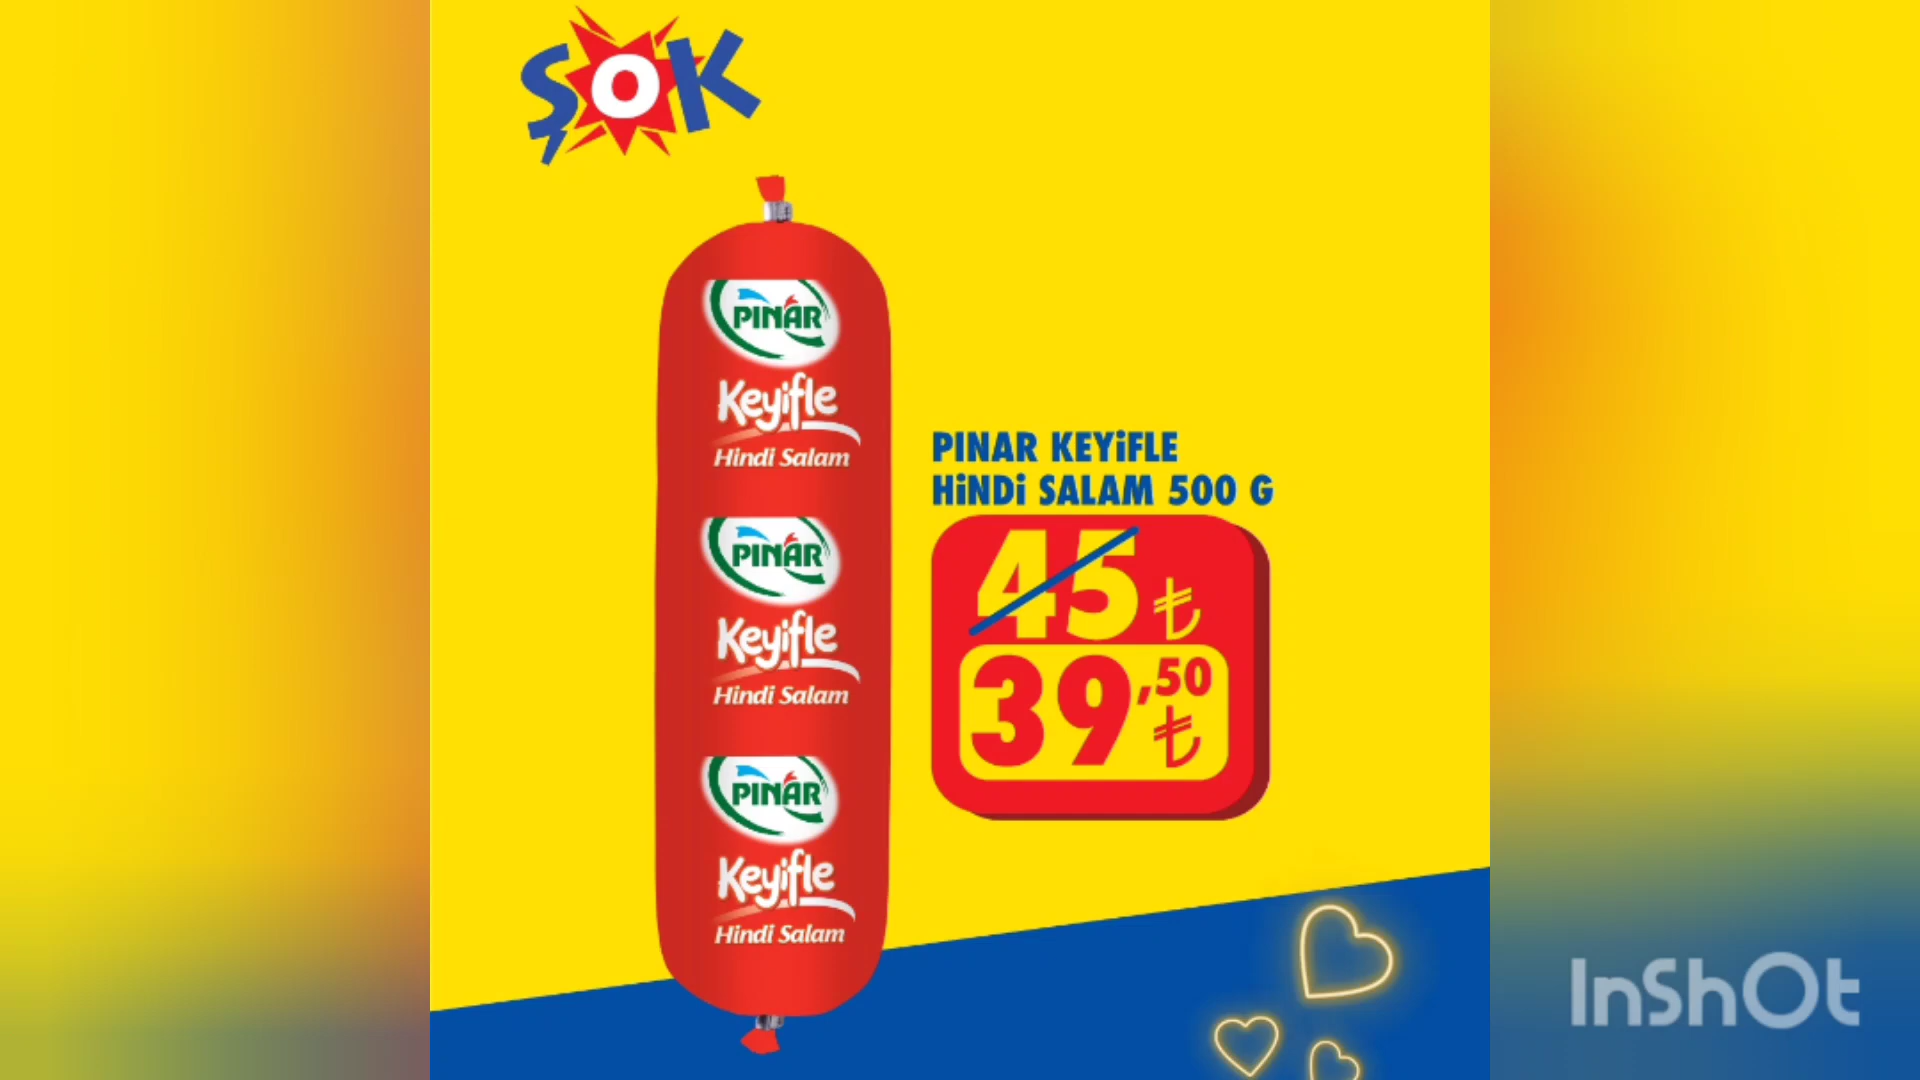 ŞOK
PINAR
Keyifle
Hindi Salam
PINAR
Keyifle
Hindi Salam
PINAR
Keyifle
Hindi Salam
PINAR KEYiFLE
HiNDi SALAM 500 G
45 ₺
39,50 ₺
InShOt